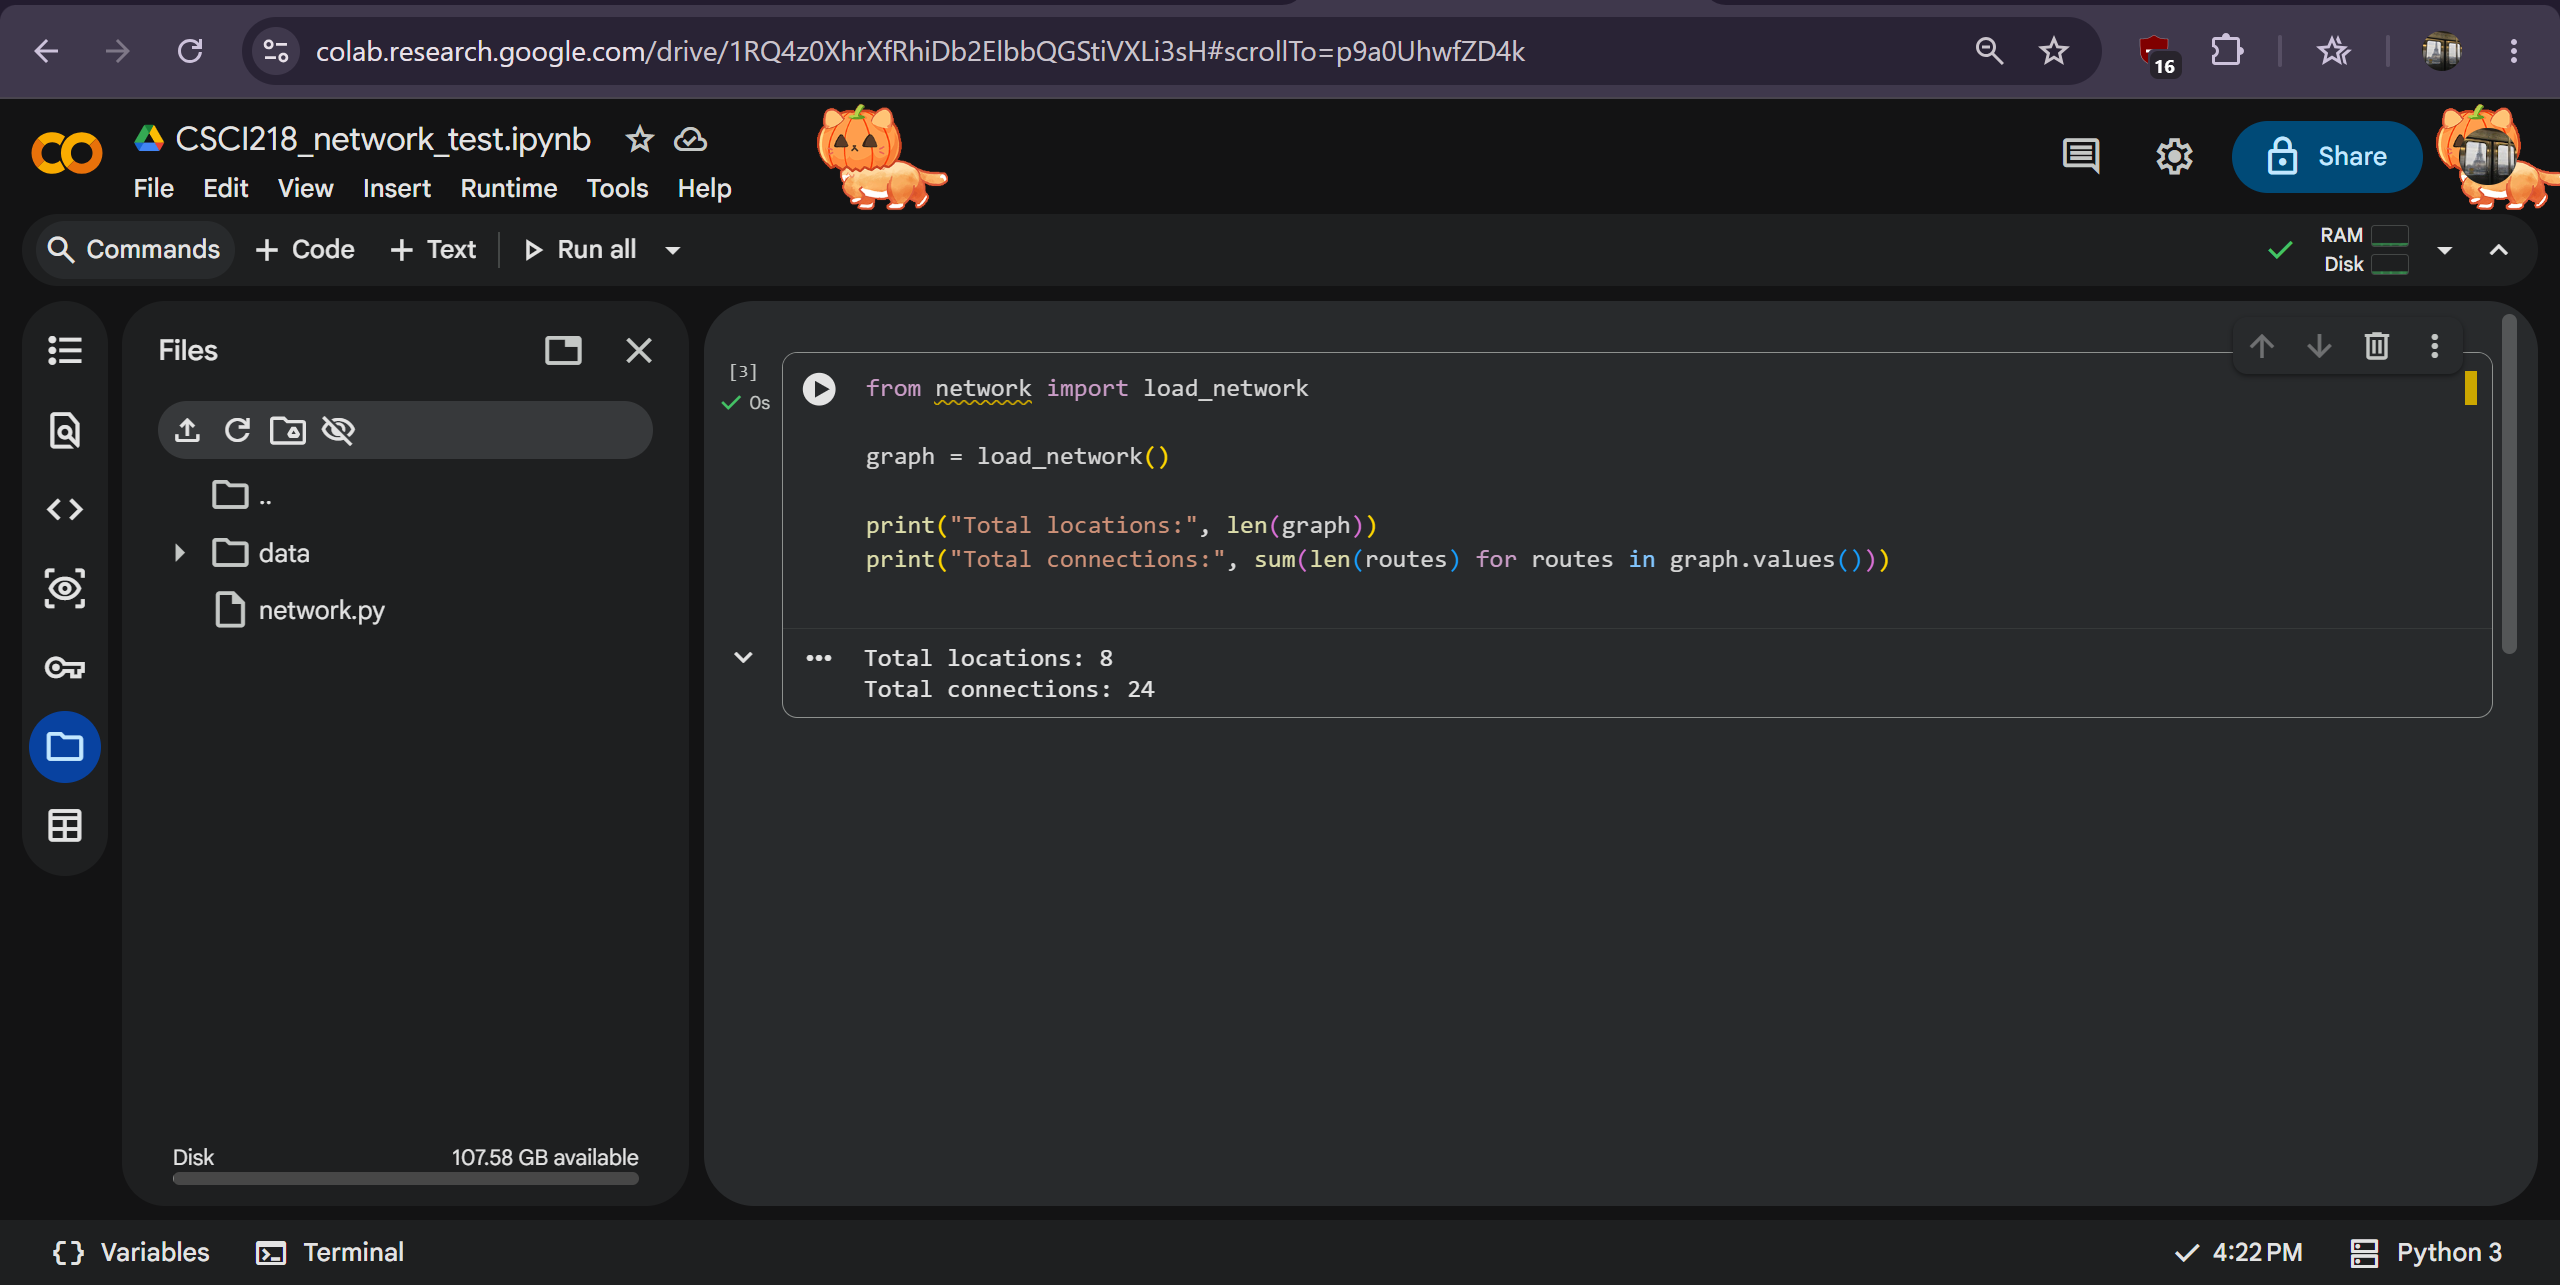 colab.research.google.com/drive/1RQ4z0XhrXfRhiDb2ElbbQGStiVXLi3sH#scrollTo=p9a0UhwfZD4k
16
CSCI218_network_test.ipynb
File Edit View Insert Runtime Tools Help
Share
Commands + Code + Text Run all
RAM
Disk
Files
..
data
network.py
Disk 107.58 GB available
[3]
0s
from network import load_network
graph = load_network()
print("Total locations:", len(graph))
print("Total connections:", sum(len(routes) for routes in graph.values()))
Total locations: 8
Total connections: 24
{} Variables Terminal
4:22 PM Python 3